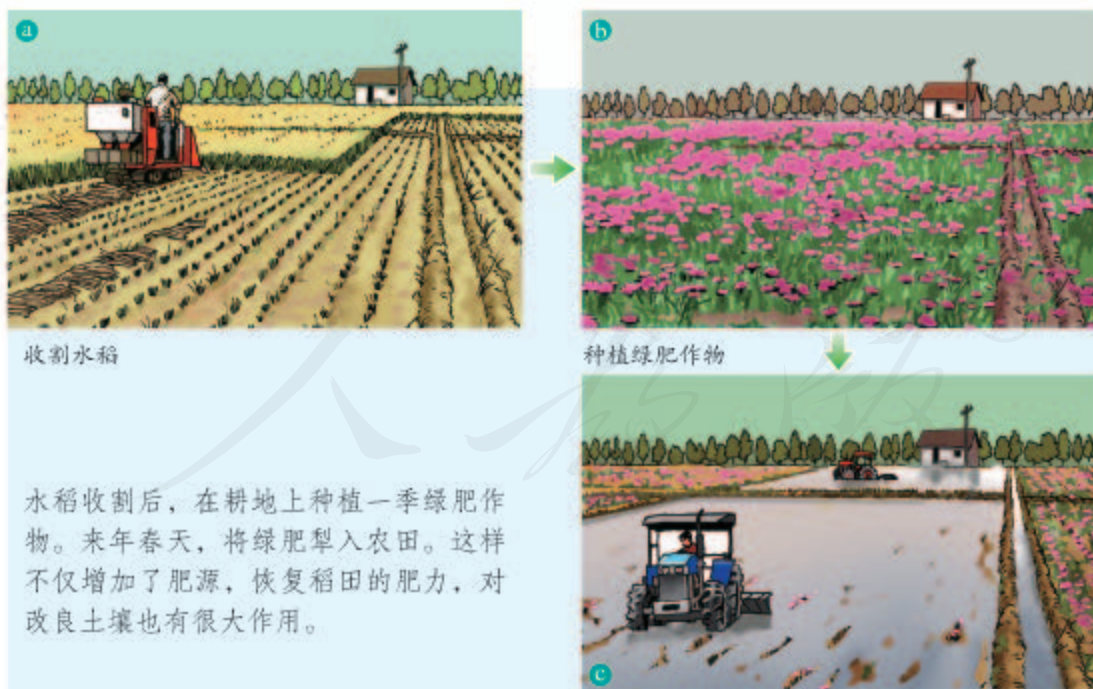 a
b
收割水稻
种植绿肥作物
水稻收割后，在耕地上种植一季绿肥作
物。来年春天，将绿肥犁入农田。这样
不仅增加了肥源，恢复稻田的肥力，对
改良土壤也有很大作用。
c